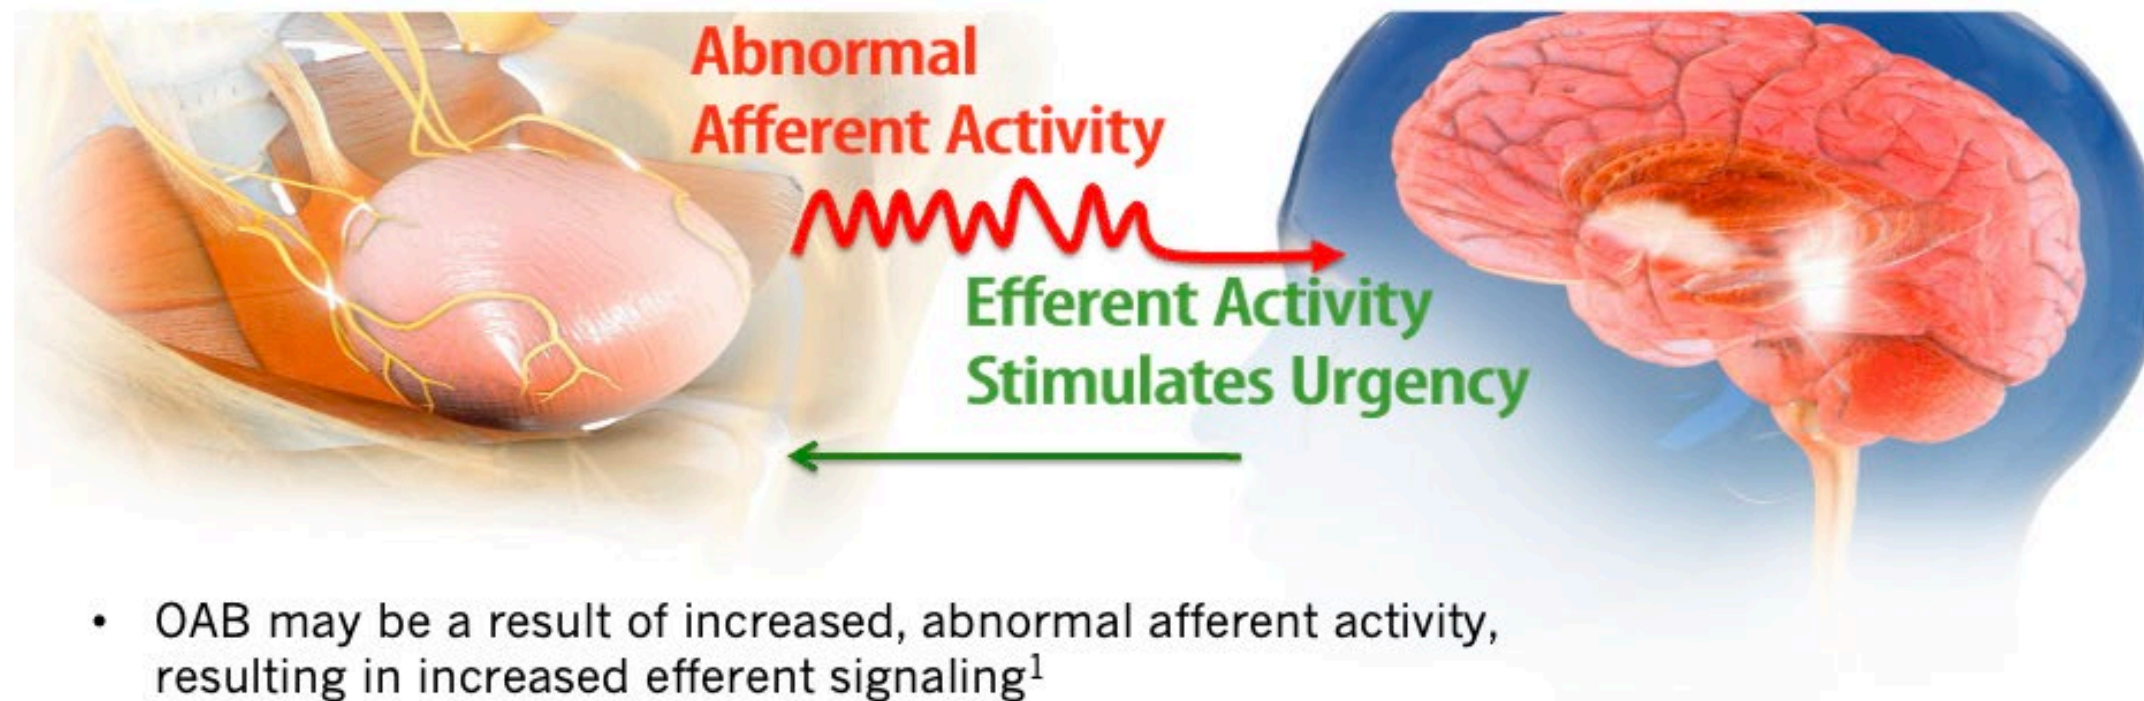 Abnormal
Afferent Activity
Efferent Activity
Stimulates Urgency
• OAB may be a result of increased, abnormal afferent activity,
resulting in increased efferent signaling¹